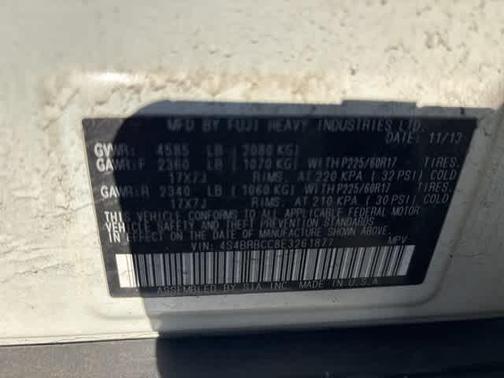 MFD BY FUJI HEAVY INDUSTRIES LTD.
DATE: 11/13
GVWR: 4585 LB ( 2080 KG)
GAWR:F 2360 LB ( 1070 KG) WITH P225/60R17 TIRES.
17X7J RIMS, AT 220 KPA ( 32 PSI) COLD
GAWR:R 2340 LB ( 1060 KG) WITH P225/60R17 TIRES.
17X7J RIMS, AT 210 KPA ( 30 PSI) COLD
THIS VEHICLE CONFORMS TO ALL APPLICABLE FEDERAL MOTOR
VEHICLE SAFETY, BUMPER, AND THEFT PREVENTION STANDARDS
IN EFFECT ON THE DATE OF MANUFACTURE SHOWN ABOVE.
VIN: 4S4BRBCC8E3261877 MPV
ASSEMBLED BY SIA INC. MADE IN U.S.A